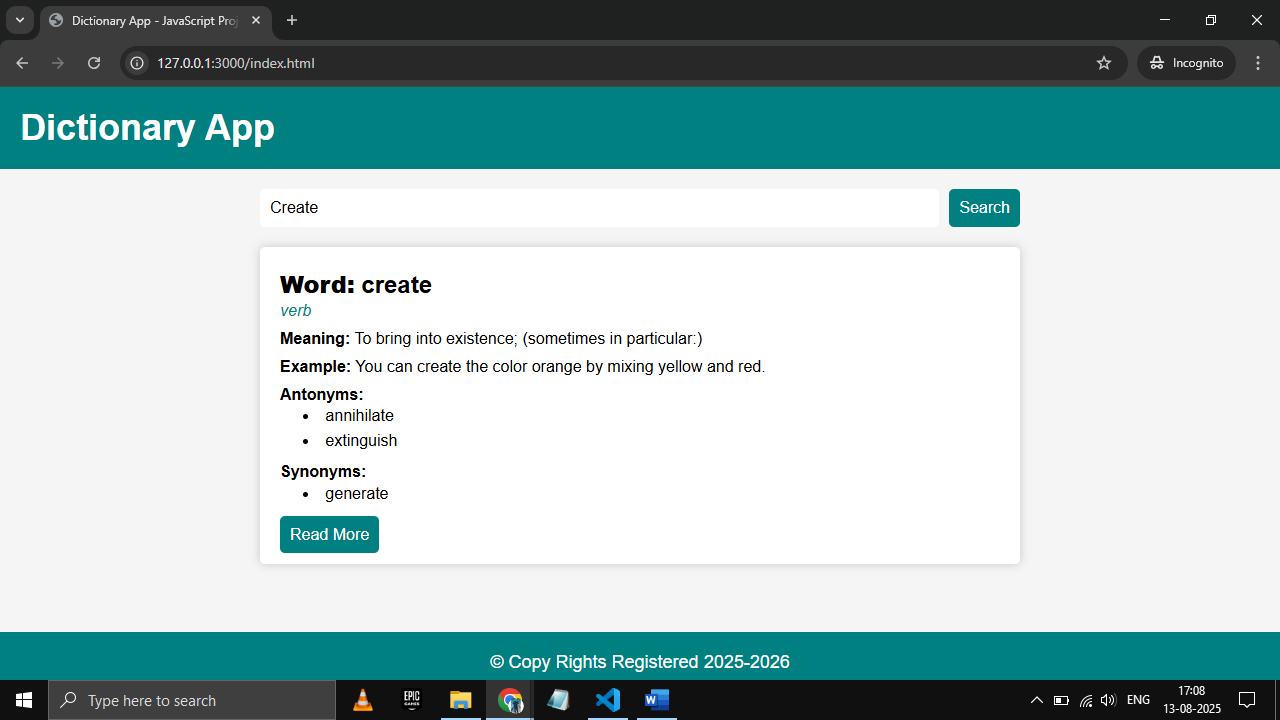 Dictionary App - JavaScript Proj
127.0.0.1:3000/index.html
Incognito
Dictionary App
Create
Search
Word: create
verb
Meaning: To bring into existence; (sometimes in particular:)
Example: You can create the color orange by mixing yellow and red.
Antonyms:
annihilate
extinguish
Synonyms:
generate
Read More
© Copy Rights Registered 2025-2026
Type here to search
EPIC
GAMES
W
ENG
17:08
13-08-2025